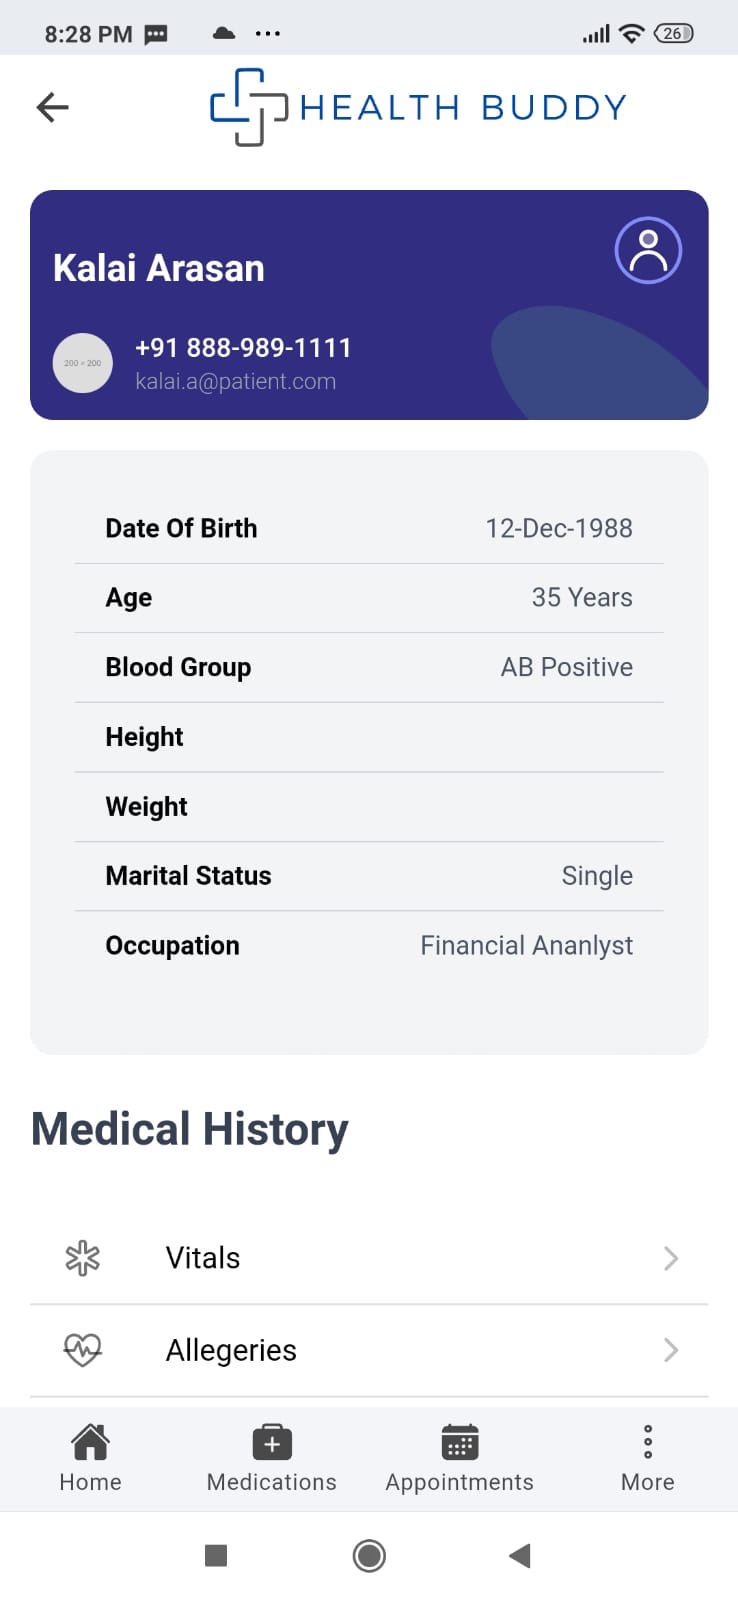 8:28 PM
26
HEALTH BUDDY
Kalai Arasan
200 × 200
+91 888-989-1111
kalai.a@patient.com
Date Of Birth 12-Dec-1988
Age 35 Years
Blood Group AB Positive
Height
Weight
Marital Status Single
Occupation Financial Ananlyst
Medical History
Vitals
Allegeries
Home Medications Appointments More